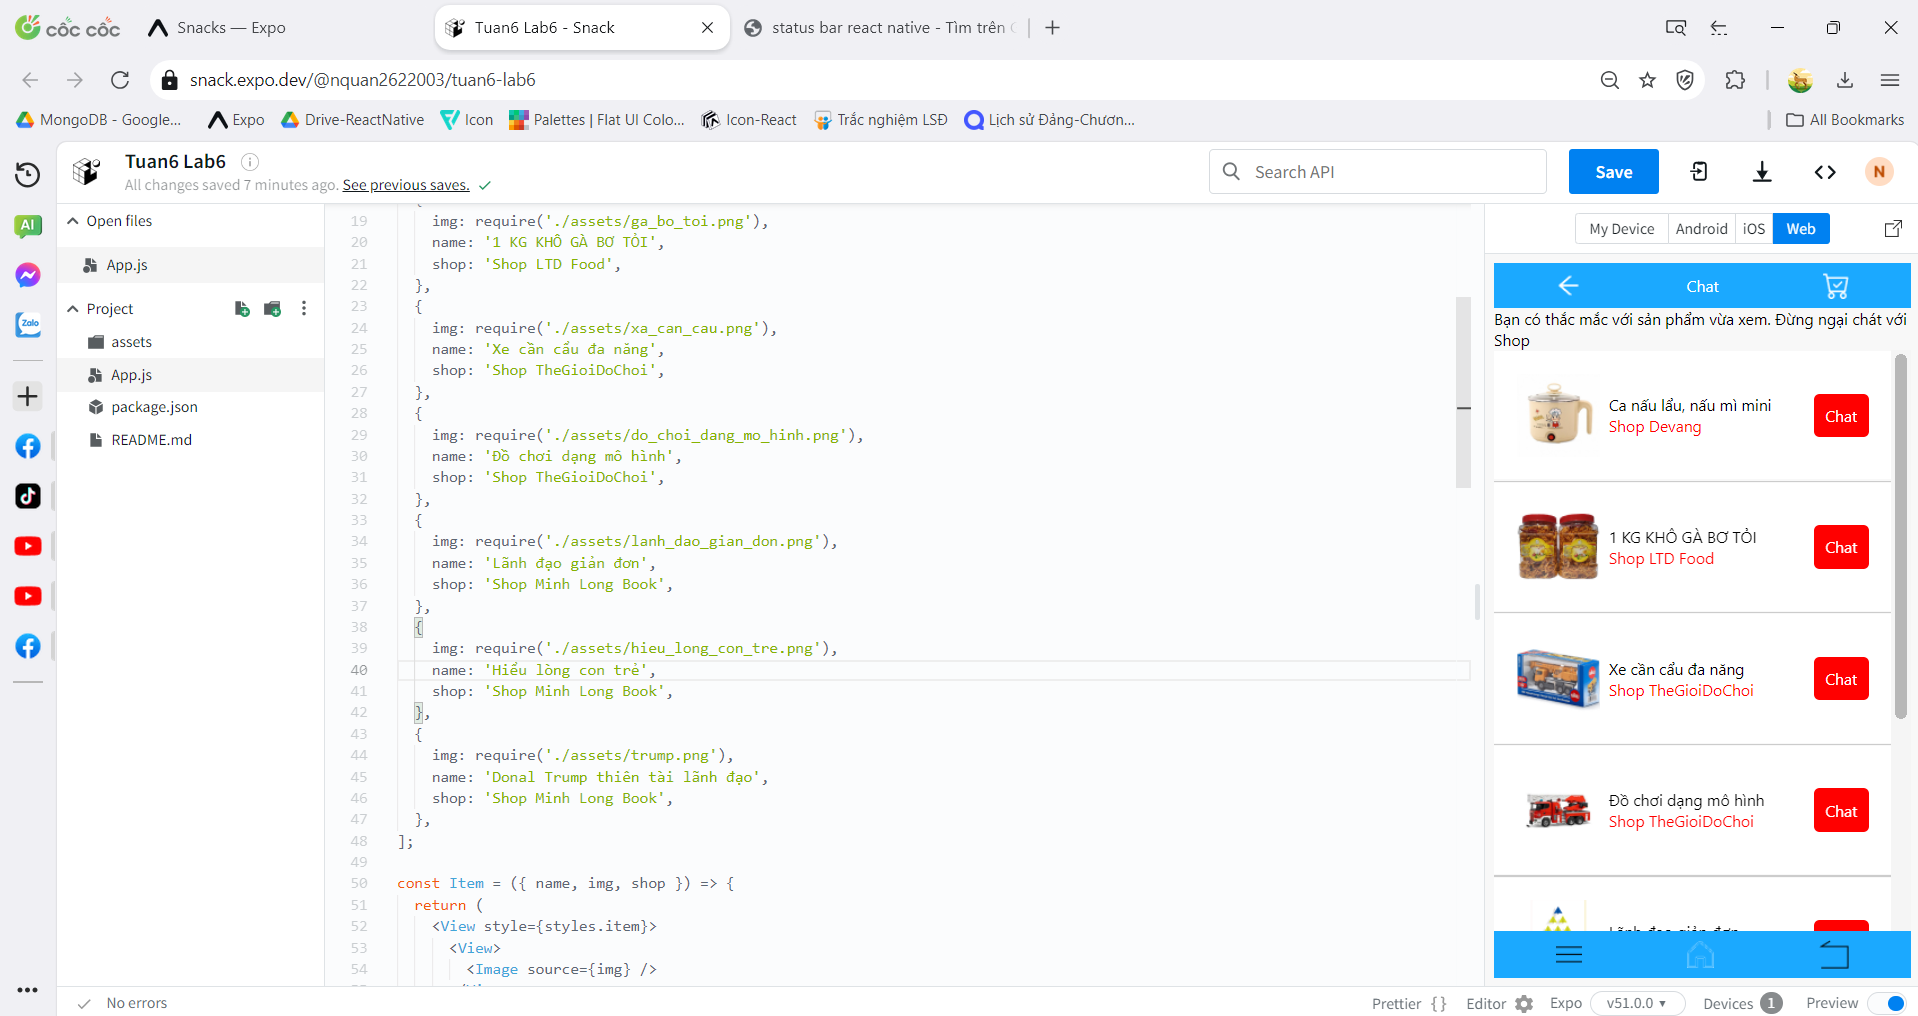 cốc cốc
Snacks — Expo
Tuan6 Lab6 - Snack
status bar react native - Tìm trên
snack.expo.dev/@nquan2622003/tuan6-lab6
MongoDB - Google...
Expo
Drive-ReactNative
Icon
Palettes | Flat UI Colo...
Icon-React
Trắc nghiệm LSĐ
Lịch sử Đảng-Chươn...
All Bookmarks
Tuan6 Lab6
All changes saved 7 minutes ago. See previous saves.
Search API
Save
N
AI
Zalo
Open files
App.js
Project
assets
App.js
package.json
README.md
19 img: require('./assets/ga_bo_toi.png'),
20 name: '1 KG KHÔ GÀ BƠ TỎI',
21 shop: 'Shop LTD Food',
22 },
23 {
24 img: require('./assets/xa_can_cau.png'),
25 name: 'Xe cần cẩu đa năng',
26 shop: 'Shop TheGioiDoChoi',
27 },
28 {
29 img: require('./assets/do_choi_dang_mo_hinh.png'),
30 name: 'Đồ chơi dạng mô hình',
31 shop: 'Shop TheGioiDoChoi',
32 },
33 {
34 img: require('./assets/lanh_dao_gian_don.png'),
35 name: 'Lãnh đạo giản đơn',
36 shop: 'Shop Minh Long Book',
37 },
38 {
39 img: require('./assets/hieu_long_con_tre.png'),
40 name: 'Hiểu lòng con trẻ',
41 shop: 'Shop Minh Long Book',
42 },
43 {
44 img: require('./assets/trump.png'),
45 name: 'Donal Trump thiên tài lãnh đạo',
46 shop: 'Shop Minh Long Book',
47 },
48 ];
49
50 const Item = ({ name, img, shop }) => {
51 return (
52 <View style={styles.item}>
53 <View>
54 <Image source={img} />
My Device
Android
iOS
Web
Chat
Bạn có thắc mắc với sản phẩm vừa xem. Đừng ngại chát với
Shop
Ca nấu lẩu, nấu mì mini
Shop Devang
Chat
1 KG KHÔ GÀ BƠ TỎI
Shop LTD Food
Chat
Xe cần cẩu đa năng
Shop TheGioiDoChoi
Chat
Đồ chơi dạng mô hình
Shop TheGioiDoChoi
Chat
Lãnh đạo giản đơn
No errors
Prettier {}
Editor
Expo
v51.0.0
Devices 1
Preview